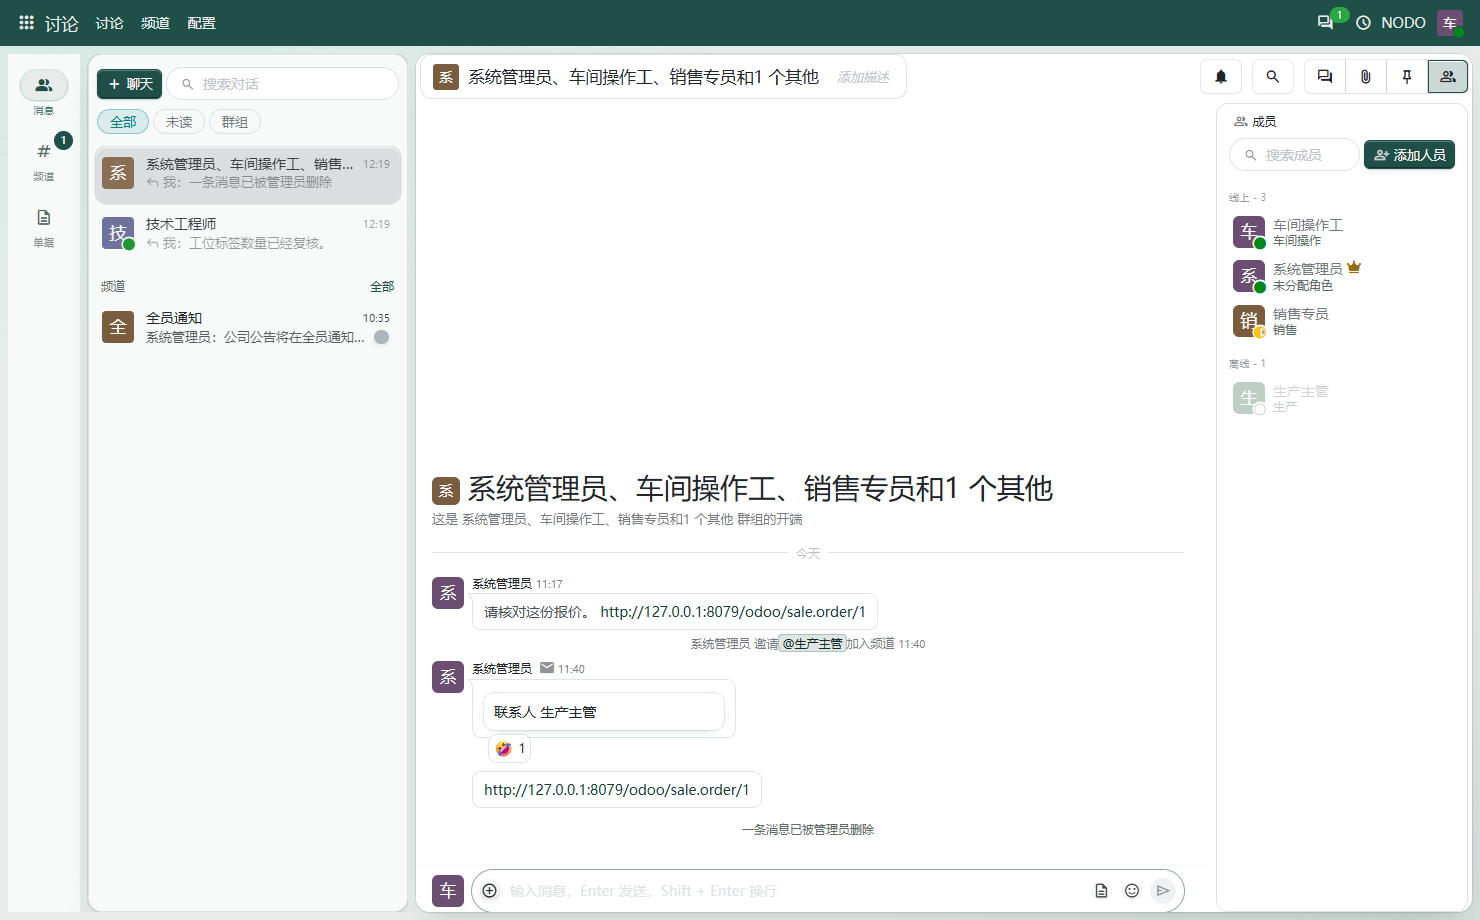 讨论 讨论 频道 配置 1 NODO 车
消息
1
频道
单据
聊天 搜索对话
全部 未读 群组
系 系统管理员、车间操作工、销售... 12:19
我：一条消息已被管理员删除
技 技术工程师 12:19
我：工位标签数量已经复核。
频道 全部
全 全员通知 10:35
系统管理员：公司公告将在全员通知...
系 系统管理员、车间操作工、销售专员和1 个其他 添加描述
系 系统管理员、车间操作工、销售专员和1 个其他
这是 系统管理员、车间操作工、销售专员和1 个其他 群组的开端
今天
系 系统管理员 11:17
请核对这份报价。 http://127.0.0.1:8079/odoo/sale.order/1
系统管理员 邀请@生产主管加入频道 11:40
系 系统管理员 11:40
联系人 生产主管
1
http://127.0.0.1:8079/odoo/sale.order/1
一条消息已被管理员删除
车 输入消息，Enter 发送，Shift + Enter 换行
成员
搜索成员 添加人员
线上 - 3
车 车间操作工
车间操作
系 系统管理员
未分配角色
销 销售专员
销售
离线 - 1
生 生产主管
生产